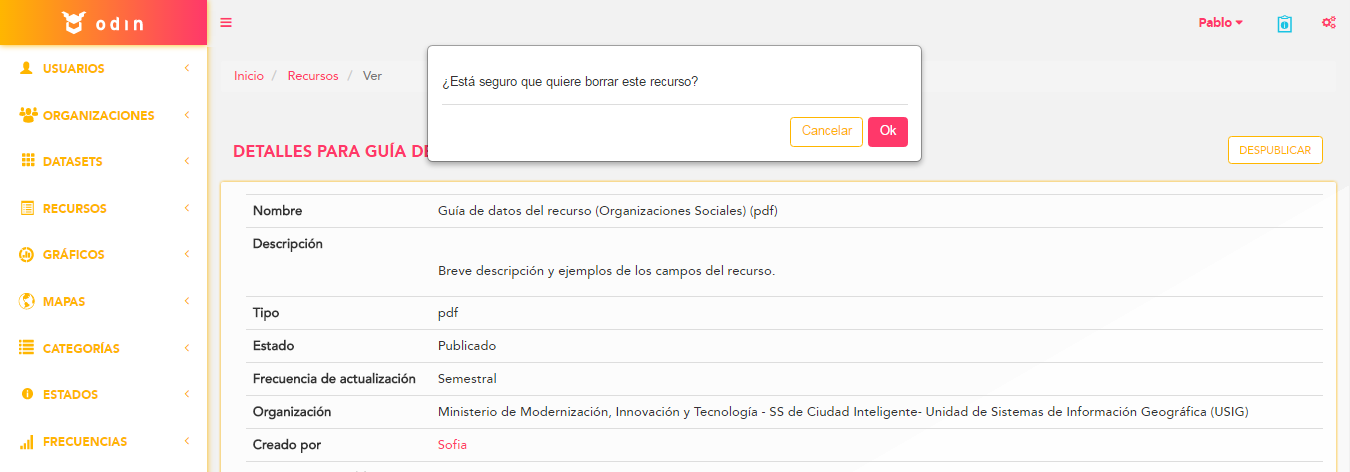 odin
Pablo
USUARIOS
ORGANIZACIONES
DATASETS
RECURSOS
GRÁFICOS
MAPAS
CATEGORÍAS
ESTADOS
FRECUENCIAS
Inicio / Recursos / Ver
¿Está seguro que quiere borrar este recurso?
Cancelar Ok
DETALLES PARA GUÍA DE
DESPUBLICAR
Nombre Guía de datos del recurso (Organizaciones Sociales) (pdf)
Descripción
Breve descripción y ejemplos de los campos del recurso.
Tipo pdf
Estado Publicado
Frecuencia de actualización Semestral
Organización Ministerio de Modernización, Innovación y Tecnología - SS de Ciudad Inteligente- Unidad de Sistemas de Información Geográfica (USIG)
Creado por Sofia